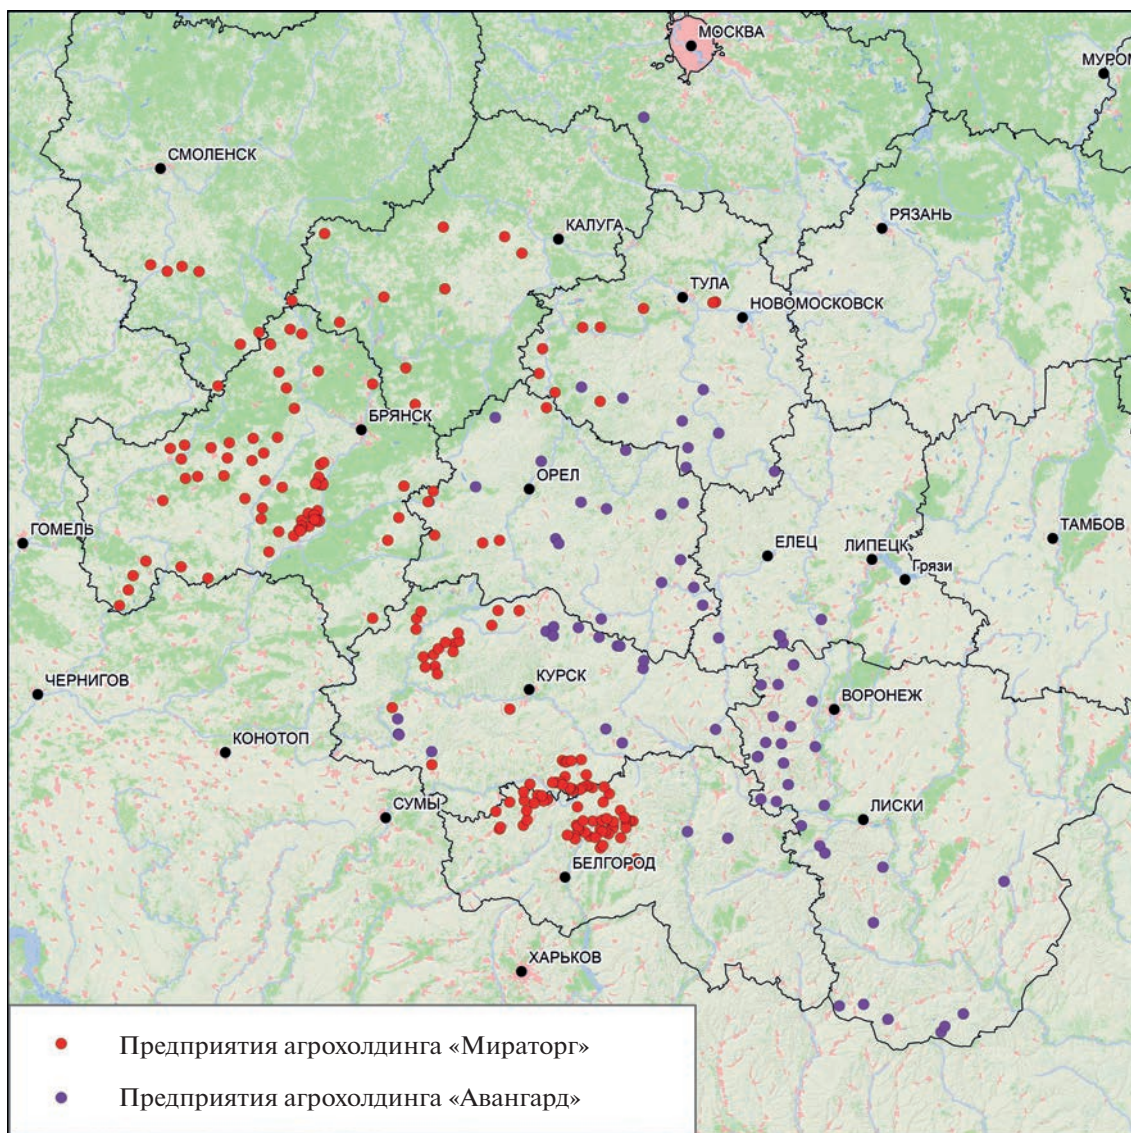 МОСКВА
МУРОМ
СМОЛЕНСК
РЯЗАНЬ
КАЛУГА
ТУЛА
НОВОМОСКОВСК
БРЯНСК
ОРЕЛ
ГОМЕЛЬ
ТАМБОВ
ЕЛЕЦ
ЛИПЕЦК
Грязи
ЧЕРНИГОВ
КУРСК
ВОРОНЕЖ
КОНОТОП
СУМЫ
ЛИСКИ
БЕЛГОРОД
ХАРЬКОВ
Предприятия агрохолдинга «Мираторг»
Предприятия агрохолдинга «Авангард»